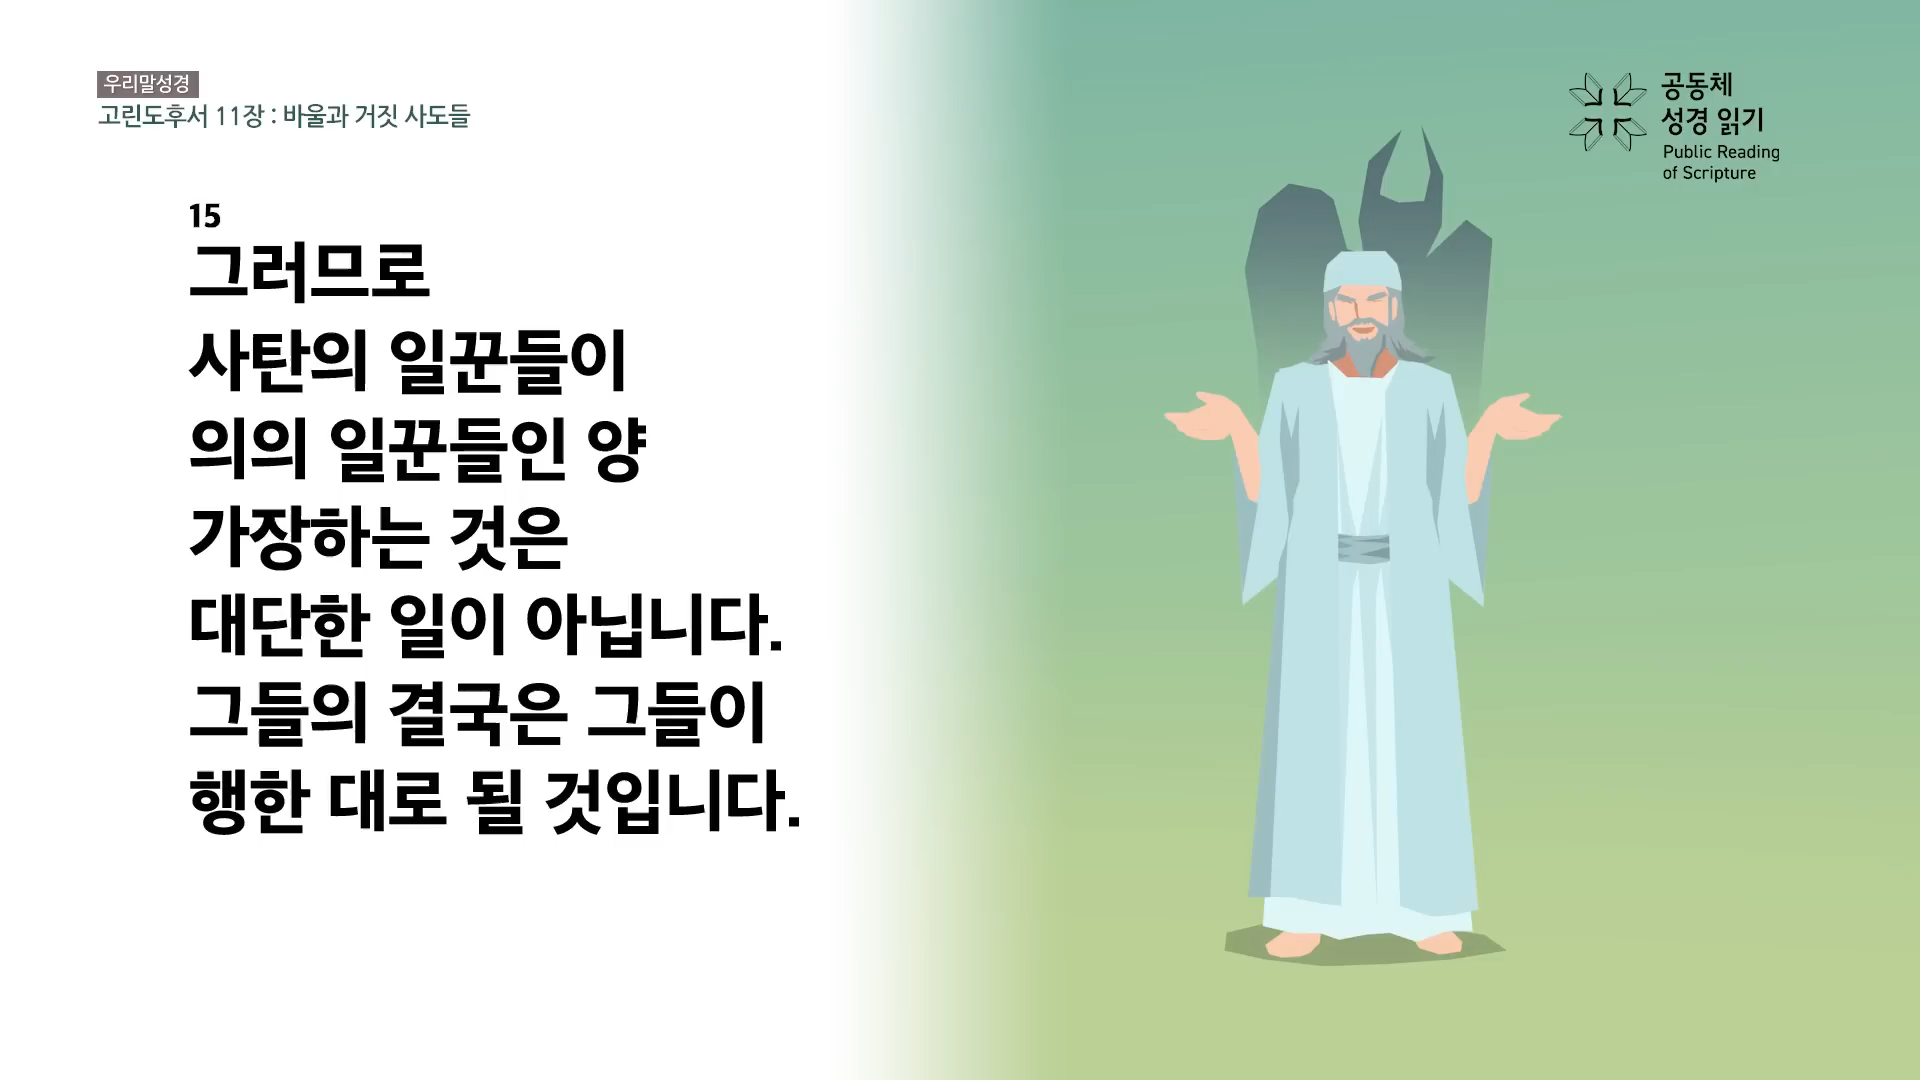 우리말성경
고린도후서 11장 : 바울과 거짓 사도들
15
그러므로
사탄의 일꾼들이
의의 일꾼들인 양
가장하는 것은
대단한 일이 아닙니다.
그들의 결국은 그들이
행한 대로 될 것입니다.
공동체
성경 읽기
Public Reading
of Scripture